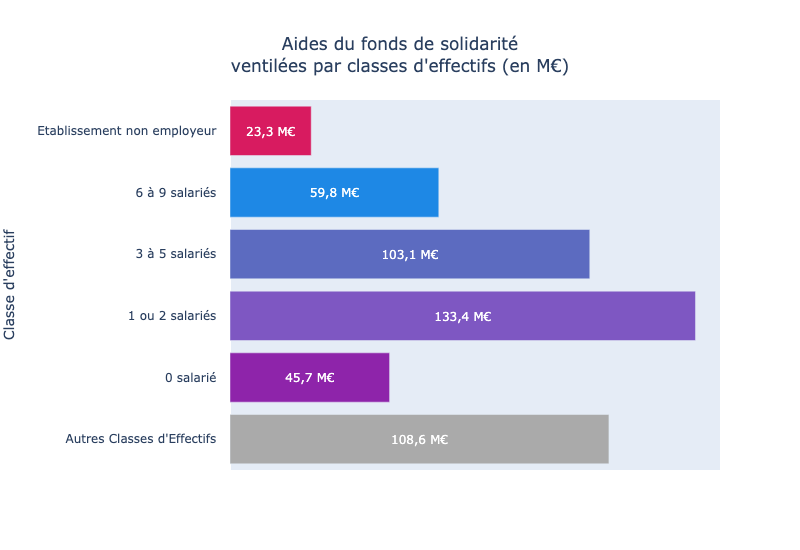 Aides du fonds de solidarité
ventilées par classes d'effectifs (en M€)
Classe d'effectif
Etablissement non employeur
23,3 M€
6 à 9 salariés
59,8 M€
3 à 5 salariés
103,1 M€
1 ou 2 salariés
133,4 M€
0 salarié
45,7 M€
Autres Classes d'Effectifs
108,6 M€